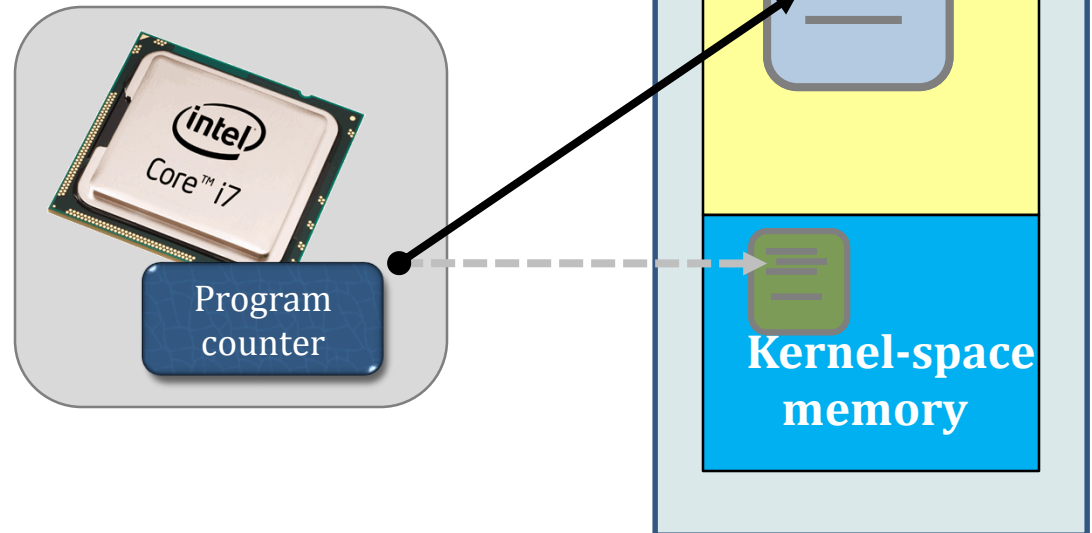 intel
Core™ i7
Program
counter
Kernel-space
memory